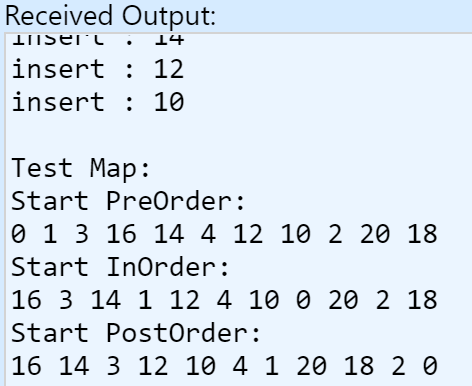 Received Output:
insert : 14
insert : 12
insert : 10
Test Map:
Start PreOrder:
0 1 3 16 14 4 12 10 2 20 18
Start InOrder:
16 3 14 1 12 4 10 0 20 2 18
Start PostOrder:
16 14 3 12 10 4 1 20 18 2 0